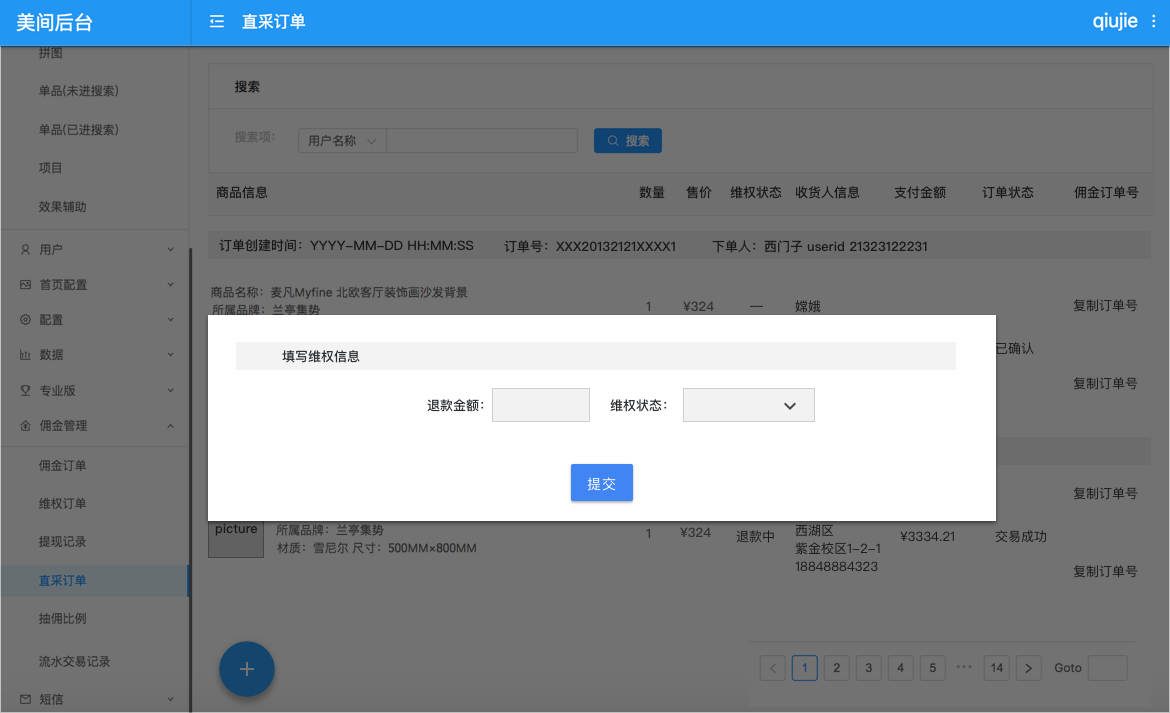 美间后台
直采订单
qiujie
拼图
单品(未进搜索)
单品(已进搜索)
项目
效果辅助
用户
首页配置
配置
数据
专业版
佣金管理
佣金订单
维权订单
提现记录
直采订单
抽佣比例
流水交易记录
短信
搜索
搜索项:
用户名称
搜索
商品信息 数量 售价 维权状态 收货人信息 支付金额 订单状态 佣金订单号
订单创建时间：YYYY-MM-DD HH:MM:SS 订单号：XXX20132121XXXX1 下单人：西门子 userid 21323122231
商品名称：麦凡Myfine 北欧客厅装饰画沙发背景
所属品牌：兰亭集势
1 ¥324 — 嫦娥 复制订单号
已确认
复制订单号
填写维权信息
退款金额: 维权状态:
提交
复制订单号
picture
所属品牌：兰亭集势
材质：雪尼尔 尺寸：500MM×800MM
1 ¥324 退款中
西湖区
紫金校区1-2-1
18848884323
¥3334.21 交易成功
复制订单号
+
< 1 2 3 4 5 ••• 14 > Goto